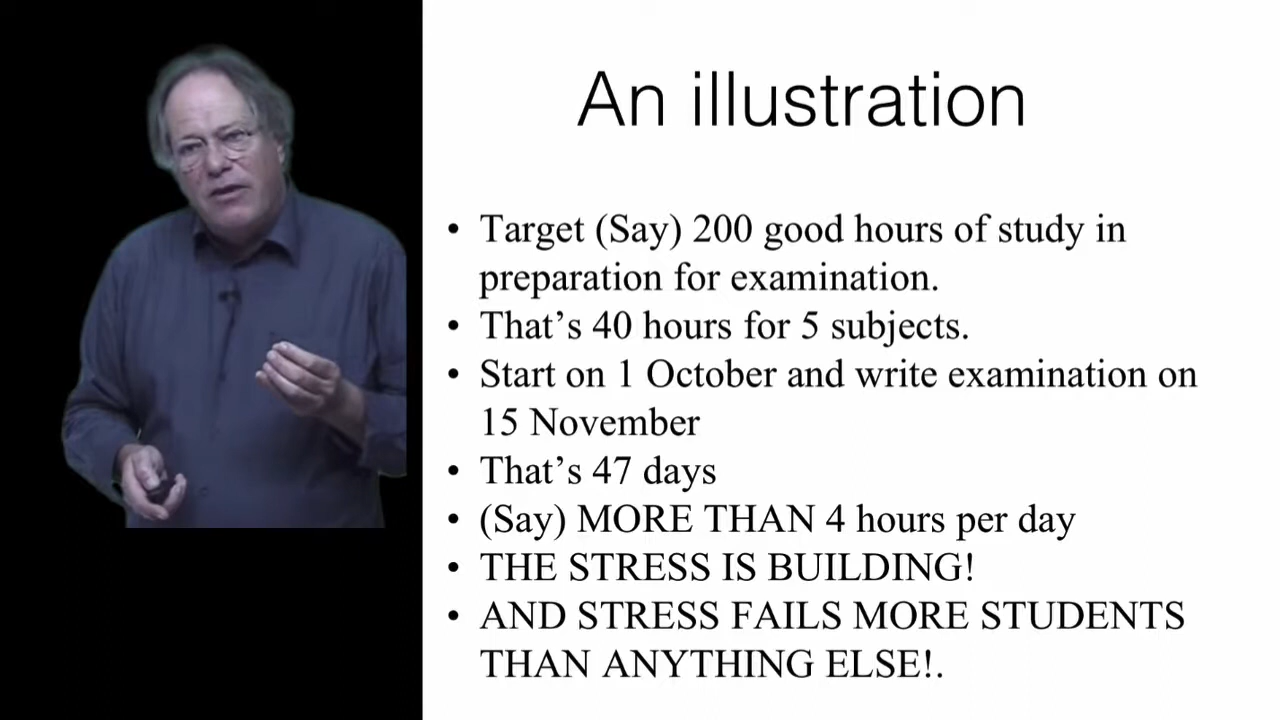 An illustration
• Target (Say) 200 good hours of study in
preparation for examination.
• That’s 40 hours for 5 subjects.
• Start on 1 October and write examination on
15 November
• That’s 47 days
• (Say) MORE THAN 4 hours per day
• THE STRESS IS BUILDING!
• AND STRESS FAILS MORE STUDENTS
THAN ANYTHING ELSE!.